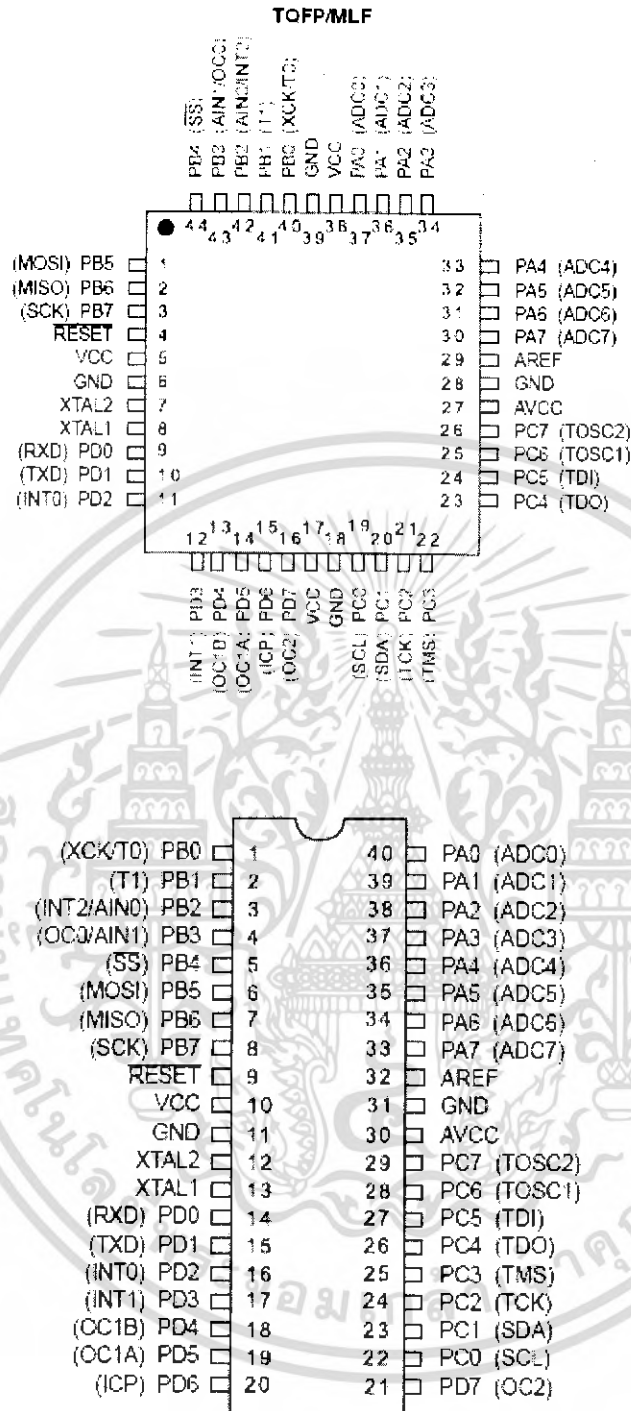 TQFP/MLF
PB4 (SS)
PB3 (AIN1/OC0)
PB2 (AIN0/INT2)
PB1 (T1)
PB0 (XCK/T0)
GND
VCC
PA0 (ADC0)
PA1 (ADC1)
PA2 (ADC2)
PA3 (ADC3)
44 43 42 41 40 39 38 37 36 35 34
(MOSI) PB5 1 33 PA4 (ADC4)
(MISO) PB6 2 32 PA5 (ADC5)
(SCK) PB7 3 31 PA6 (ADC6)
RESET 4 30 PA7 (ADC7)
VCC 5 29 AREF
GND 6 28 GND
XTAL2 7 27 AVCC
XTAL1 8 26 PC7 (TOSC2)
(RXD) PD0 9 25 PC6 (TOSC1)
(TXD) PD1 10 24 PC5 (TDI)
(INT0) PD2 11 23 PC4 (TDO)
12 13 14 15 16 17 18 19 20 21 22
(INT1) PD3
(OC1B) PD4
(OC1A) PD5
(ICP) PD6
(OC2) PD7
VCC
GND
(SCL) PC0
(SDA) PC1
(TCK) PC2
(TMS) PC3
(XCK/T0) PB0 1 40 PA0 (ADC0)
(T1) PB1 2 39 PA1 (ADC1)
(INT2/AIN0) PB2 3 38 PA2 (ADC2)
(OC0/AIN1) PB3 4 37 PA3 (ADC3)
(SS) PB4 5 36 PA4 (ADC4)
(MOSI) PB5 6 35 PA5 (ADC5)
(MISO) PB6 7 34 PA6 (ADC6)
(SCK) PB7 8 33 PA7 (ADC7)
RESET 9 32 AREF
VCC 10 31 GND
GND 11 30 AVCC
XTAL2 12 29 PC7 (TOSC2)
XTAL1 13 28 PC6 (TOSC1)
(RXD) PD0 14 27 PC5 (TDI)
(TXD) PD1 15 26 PC4 (TDO)
(INT0) PD2 16 25 PC3 (TMS)
(INT1) PD3 17 24 PC2 (TCK)
(OC1B) PD4 18 23 PC1 (SDA)
(OC1A) PD5 19 22 PC0 (SCL)
(ICP) PD6 20 21 PD7 (OC2)